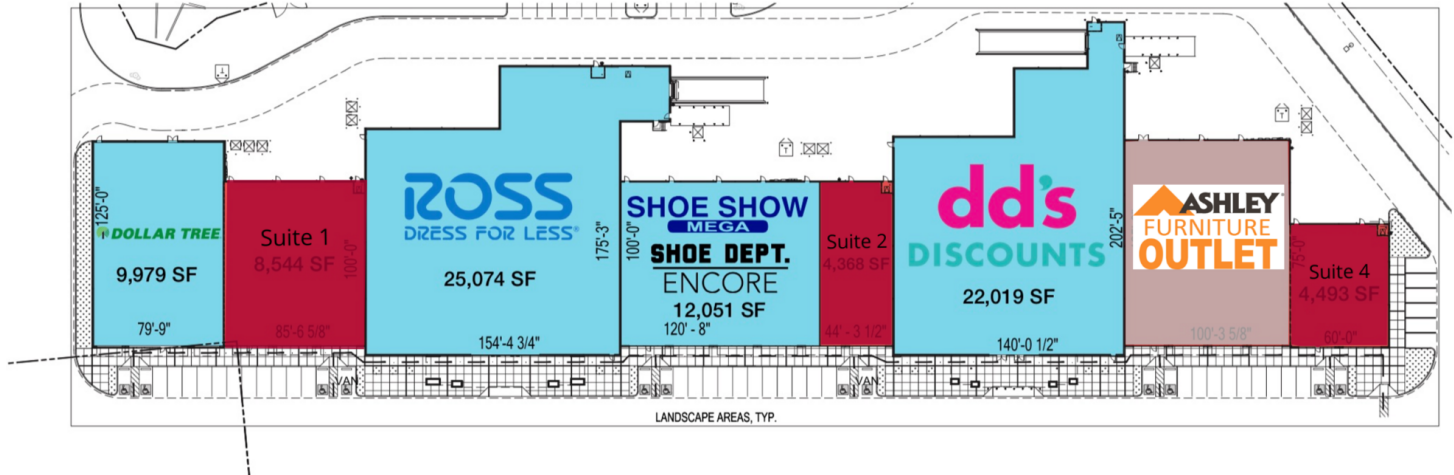 125'-0"
DOLLAR TREE
9,979 SF
79'-9"
Suite 1
8,544 SF
100'-0"
85'-6 5/8"
ROSS
DRESS FOR LESS®
25,074 SF
175'-3"
154'-4 3/4"
SHOE SHOW
MEGA
SHOE DEPT.
ENCORE
12,051 SF
100'-0"
120' - 8"
Suite 2
4,368 SF
44' - 3 1/2"
dd's
DISCOUNTS
22,019 SF
202'-5"
140'-0 1/2"
ASHLEY
FURNITURE
OUTLET
100'-3 5/8"
75'-0"
Suite 4
4,493 SF
60'-0"
VAN
VAN
LANDSCAPE AREAS, TYP.